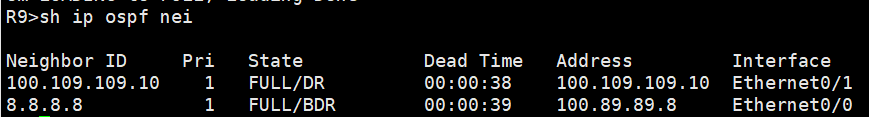 R9>sh ip ospf nei
Neighbor ID     Pri   State           Dead Time   Address         Interface
100.109.109.10    1   FULL/DR         00:00:38    100.109.109.10  Ethernet0/1
8.8.8.8           1   FULL/BDR        00:00:39    100.89.89.8     Ethernet0/0